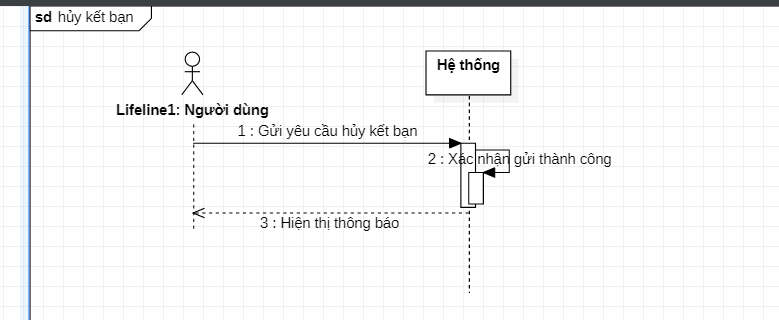 sd hủy kết bạn
Hệ thống
Lifeline1: Người dùng
1 : Gửi yêu cầu hủy kết bạn
2 : Xác nhận gửi thành công
3 : Hiện thị thông báo